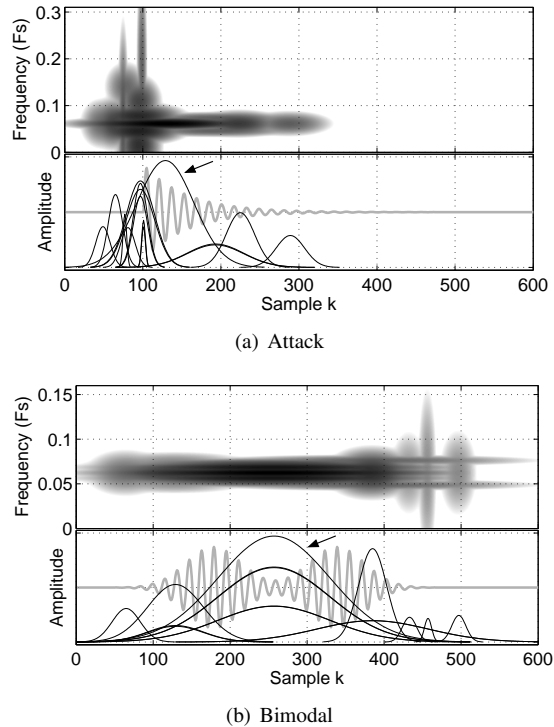 0.3
0.2
0.1
0
Frequency (Fs)
Amplitude
0 100 200 300 400 500 600
Sample k
(a) Attack
0.15
0.1
0.05
0
Frequency (Fs)
Amplitude
0 100 200 300 400 500 600
Sample k
(b) Bimodal